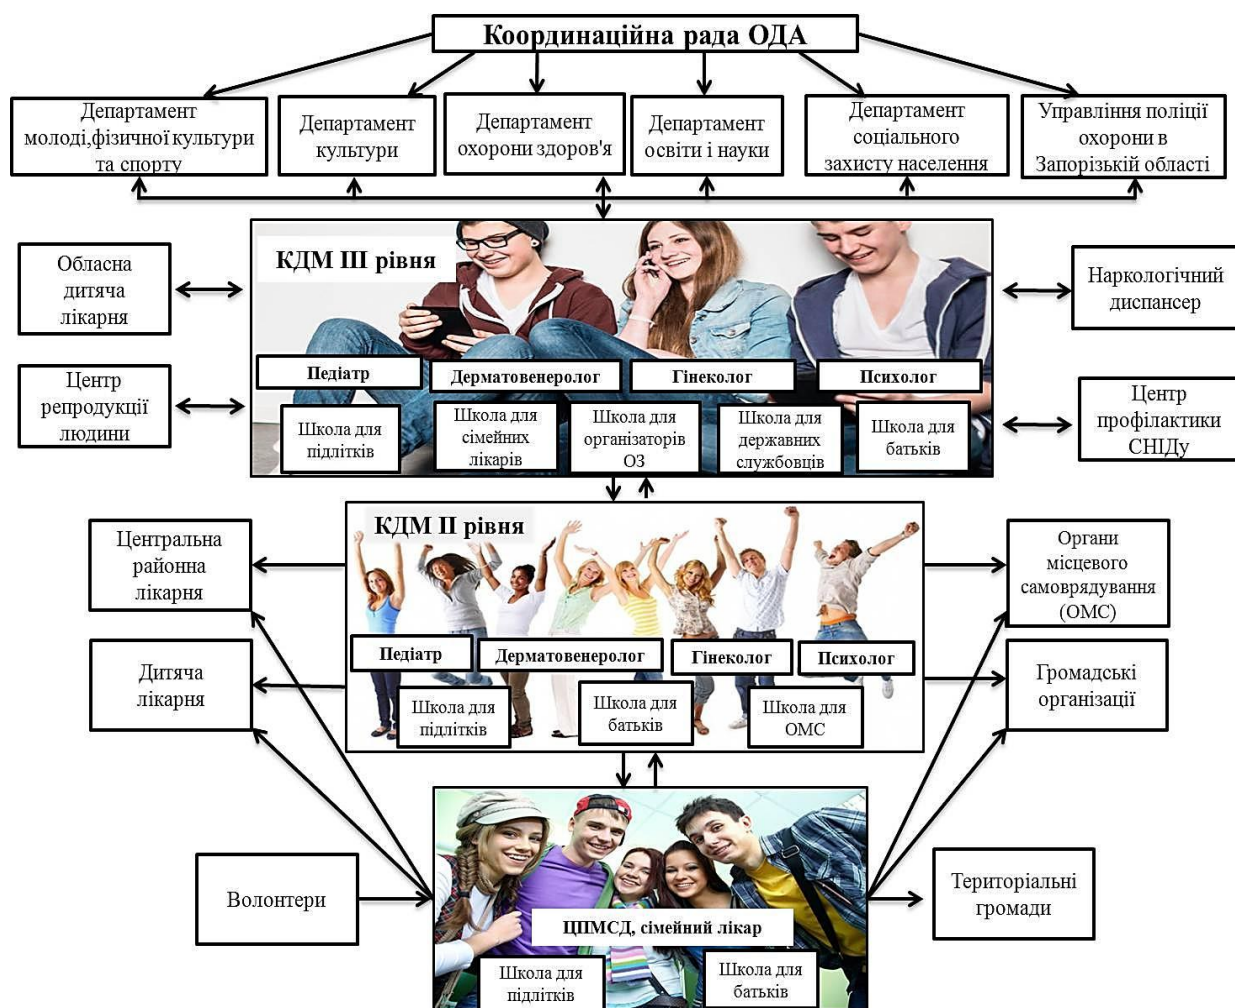 Координаційна рада ОДА
Департамент
молоді,фізичної культури
та спорту
Департамент
культури
Департамент
охорони здоров'я
Департамент
освіти і науки
Департамент
соціального
захисту населення
Управління поліції
охорони в
Запорізькій області
КДМ ІІІ рівня
Обласна
дитяча
лікарня
Наркологічний
диспансер
Центр
репродукції
людини
Центр
профілактики
СНІДу
Педіатр
Дерматовенеролог
Гінеколог
Психолог
Школа для
підлітків
Школа для
сімейних
лікарів
Школа для
організаторів
ОЗ
Школа для
державних
службовців
Школа для
батьків
КДМ ІІ рівня
Центральна
районна
лікарня
Органи
місцевого
самоврядування
(ОМС)
Дитяча
лікарня
Громадські
організації
Педіатр
Дерматовенеролог
Гінеколог
Психолог
Школа для
підлітків
Школа для
батьків
Школа для
ОМС
Волонтери
Територіальні
громади
ЦПМСД, сімейний лікар
Школа для
підлітків
Школа для
батьків